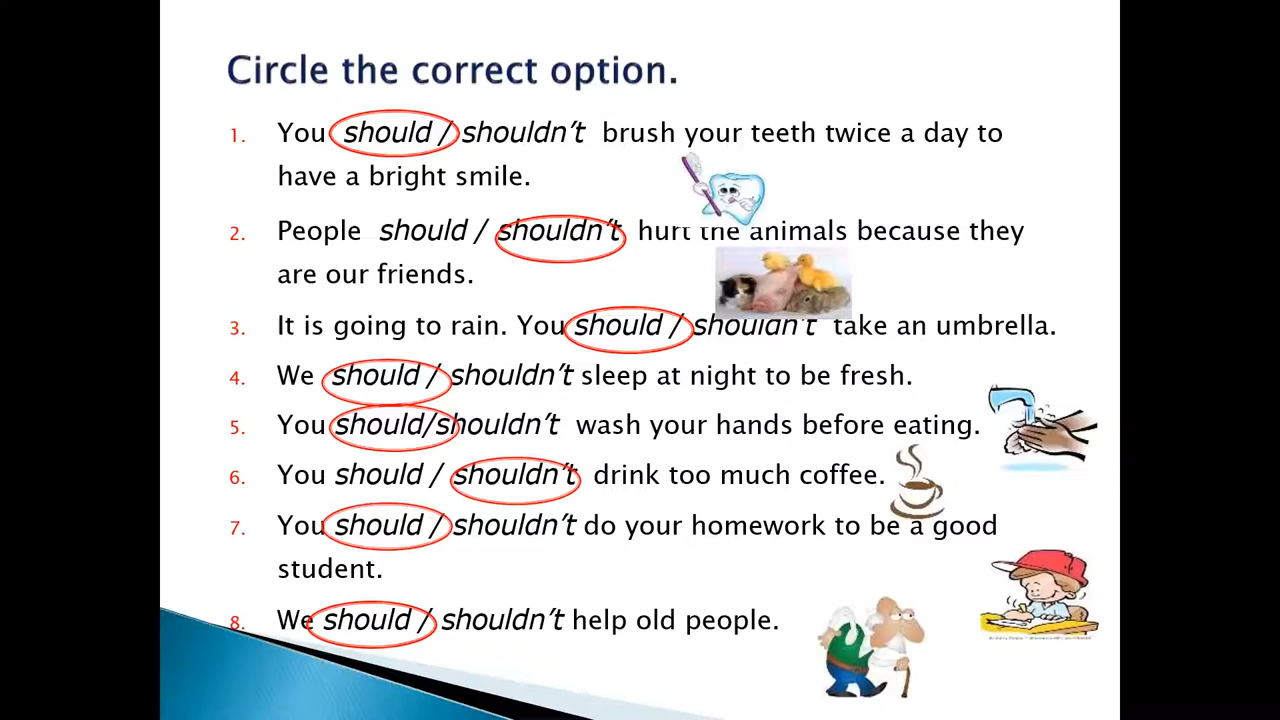 Circle the correct option.
1. You should / shouldn't brush your teeth twice a day to
have a bright smile.
2. People should / shouldn't hurt the animals because they
are our friends.
3. It is going to rain. You should / shouldn't take an umbrella.
4. We should / shouldn't sleep at night to be fresh.
5. You should/shouldn't wash your hands before eating.
6. You should / shouldn't drink too much coffee.
7. You should / shouldn't do your homework to be a good
student.
8. We should / shouldn't help old people.